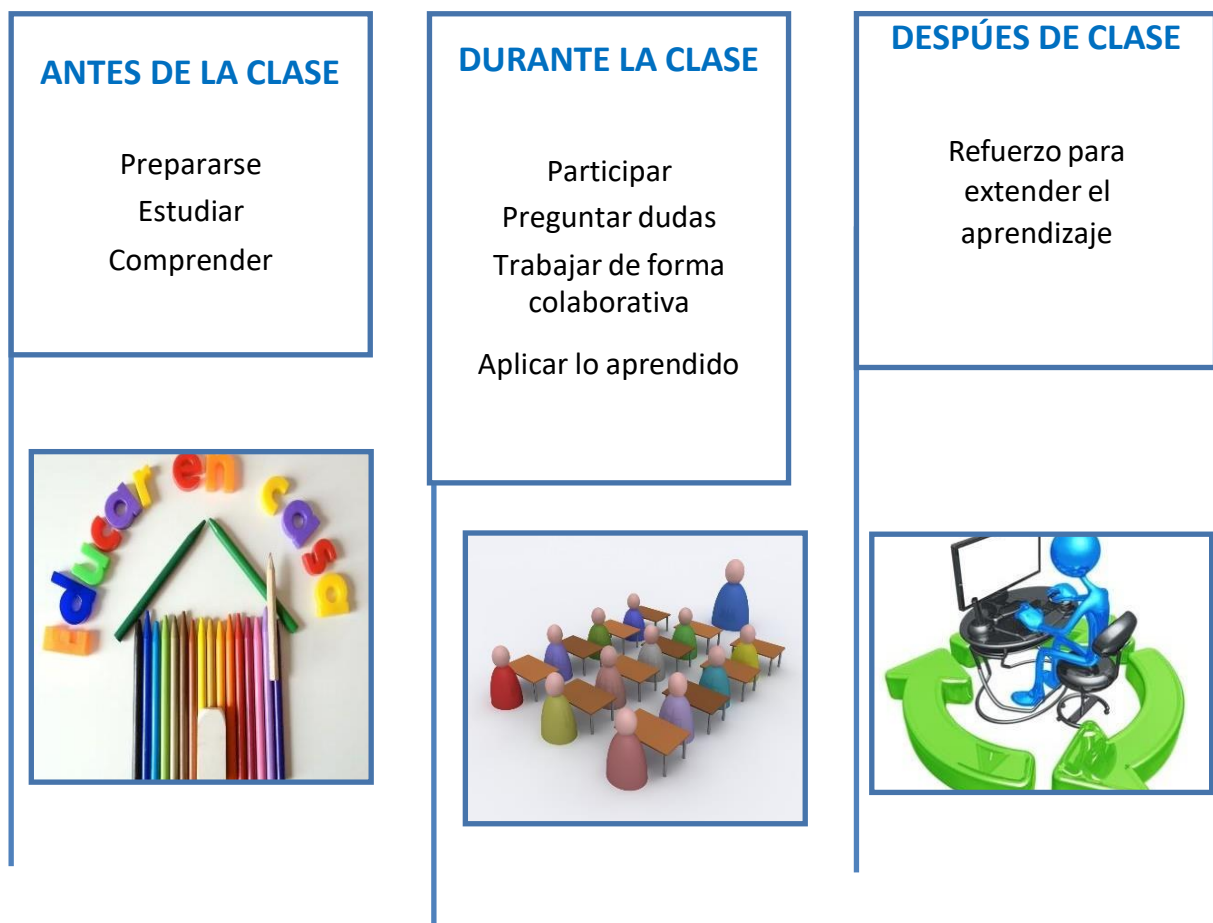 ANTES DE LA CLASE
Prepararse
Estudiar
Comprender
educar en casa
DURANTE LA CLASE
Participar
Preguntar dudas
Trabajar de forma
colaborativa
Aplicar lo aprendido
DESPÚES DE CLASE
Refuerzo para
extender el
aprendizaje